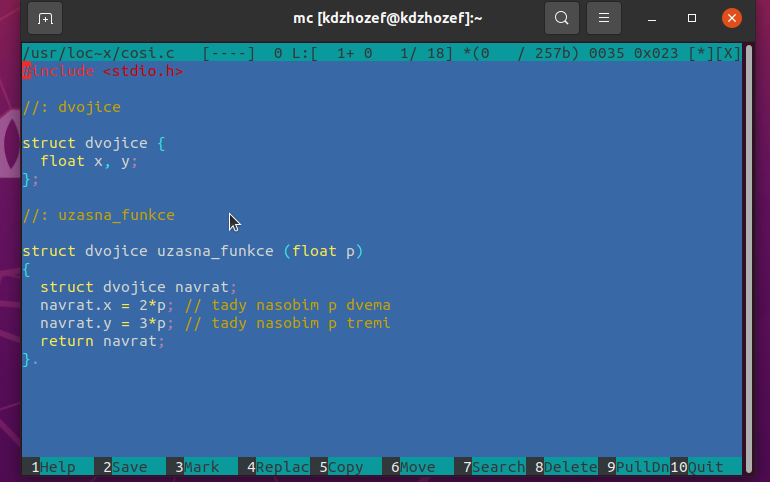 mc [kdzhozef@kdzhozef]:~
/usr/loc~x/cosi.c   [----]  0 L:[  1+ 0   1/ 18] *(0   / 257b) 0035 0x023 [*][X]
#include <stdio.h>
//: dvojice
struct dvojice {
  float x, y;
};
//: uzasna_funkce
struct dvojice uzasna_funkce (float p)
{
  struct dvojice navrat;
  navrat.x = 2*p; // tady nasobim p dvema
  navrat.y = 3*p; // tady nasobim p tremi
  return navrat;
}.
1Help 2Save 3Mark 4Replac 5Copy 6Move 7Search 8Delete 9PullDn 10Quit